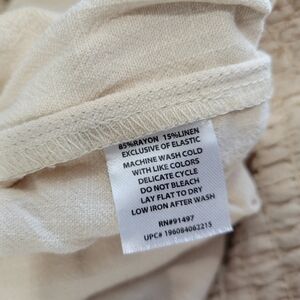 85%RAYON 15%LINEN
EXCLUSIVE OF ELASTIC
MACHINE WASH COLD
WITH LIKE COLORS
DELICATE CYCLE
DO NOT BLEACH
LAY FLAT TO DRY
LOW IRON AFTER WASH
RN#91497
UPC# 196084062215